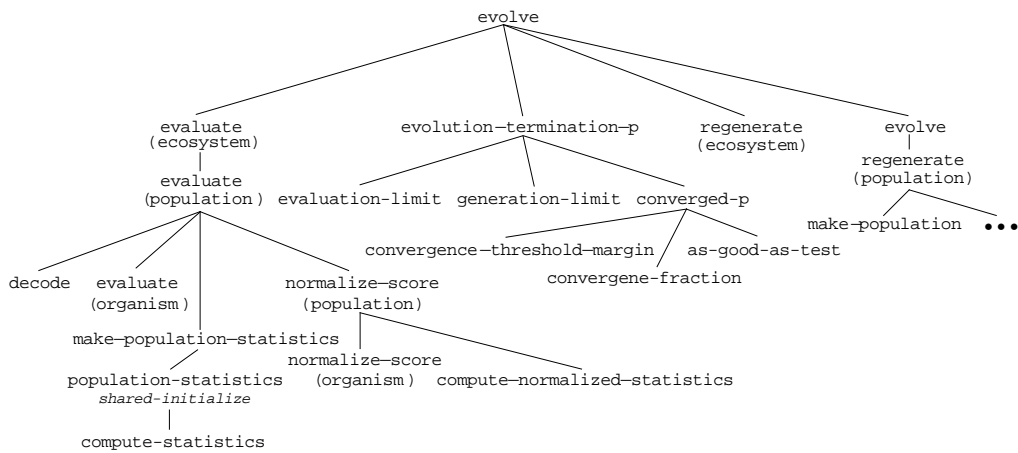 evolve
evaluate
(ecosystem)
evolution—termination—p
regenerate
(ecosystem)
evolve
regenerate
(population)
evaluate
(population)
evaluation-limit
generation-limit
converged-p
make—population
•••
convergence—threshold—margin
as-good-as-test
convergene-fraction
decode
evaluate
(organism)
normalize—score
(population)
make—population—statistics
normalize—score
(organism)
compute—normalized—statistics
population-statistics
shared-initialize
compute-statistics